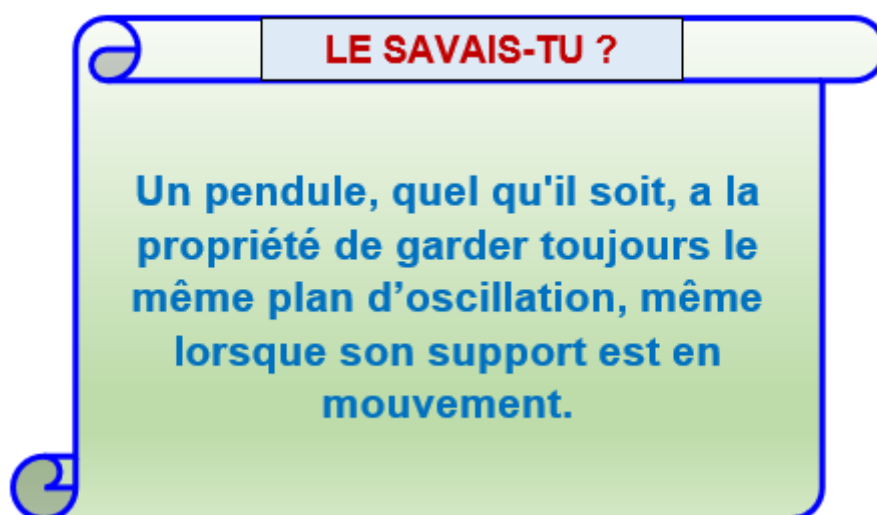 LE SAVAIS-TU ?
Un pendule, quel qu'il soit, a la
propriété de garder toujours le
même plan d’oscillation, même
lorsque son support est en
mouvement.